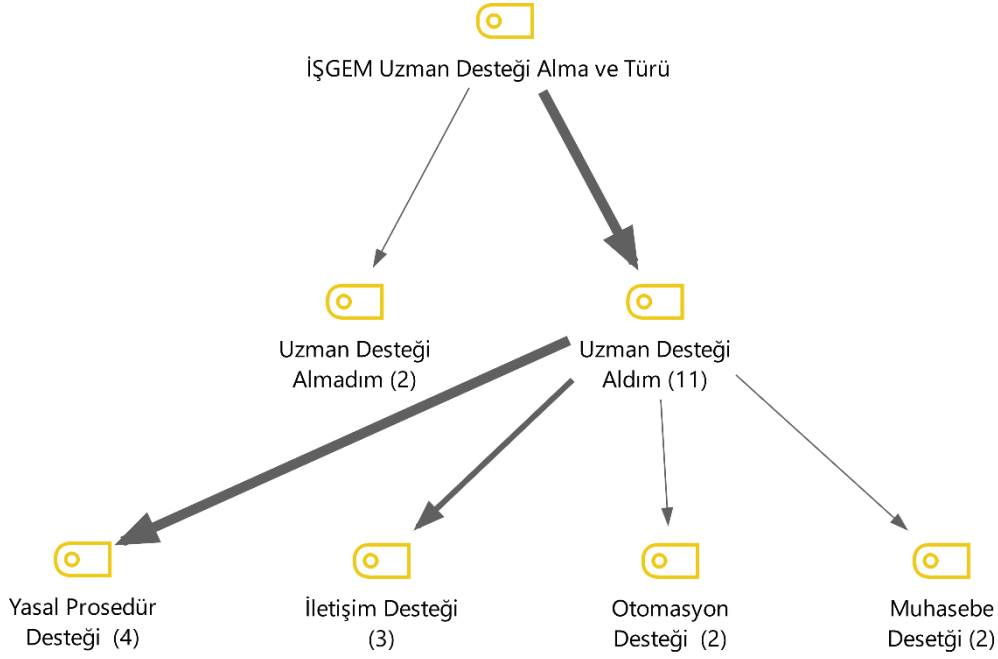 İŞGEM Uzman Desteği Alma ve Türü
Uzman Desteği
Almadım (2)
Uzman Desteği
Aldım (11)
Yasal Prosedür
Desteği (4)
İletişim Desteği
(3)
Otomasyon
Desteği (2)
Muhasebe
Desetği (2)